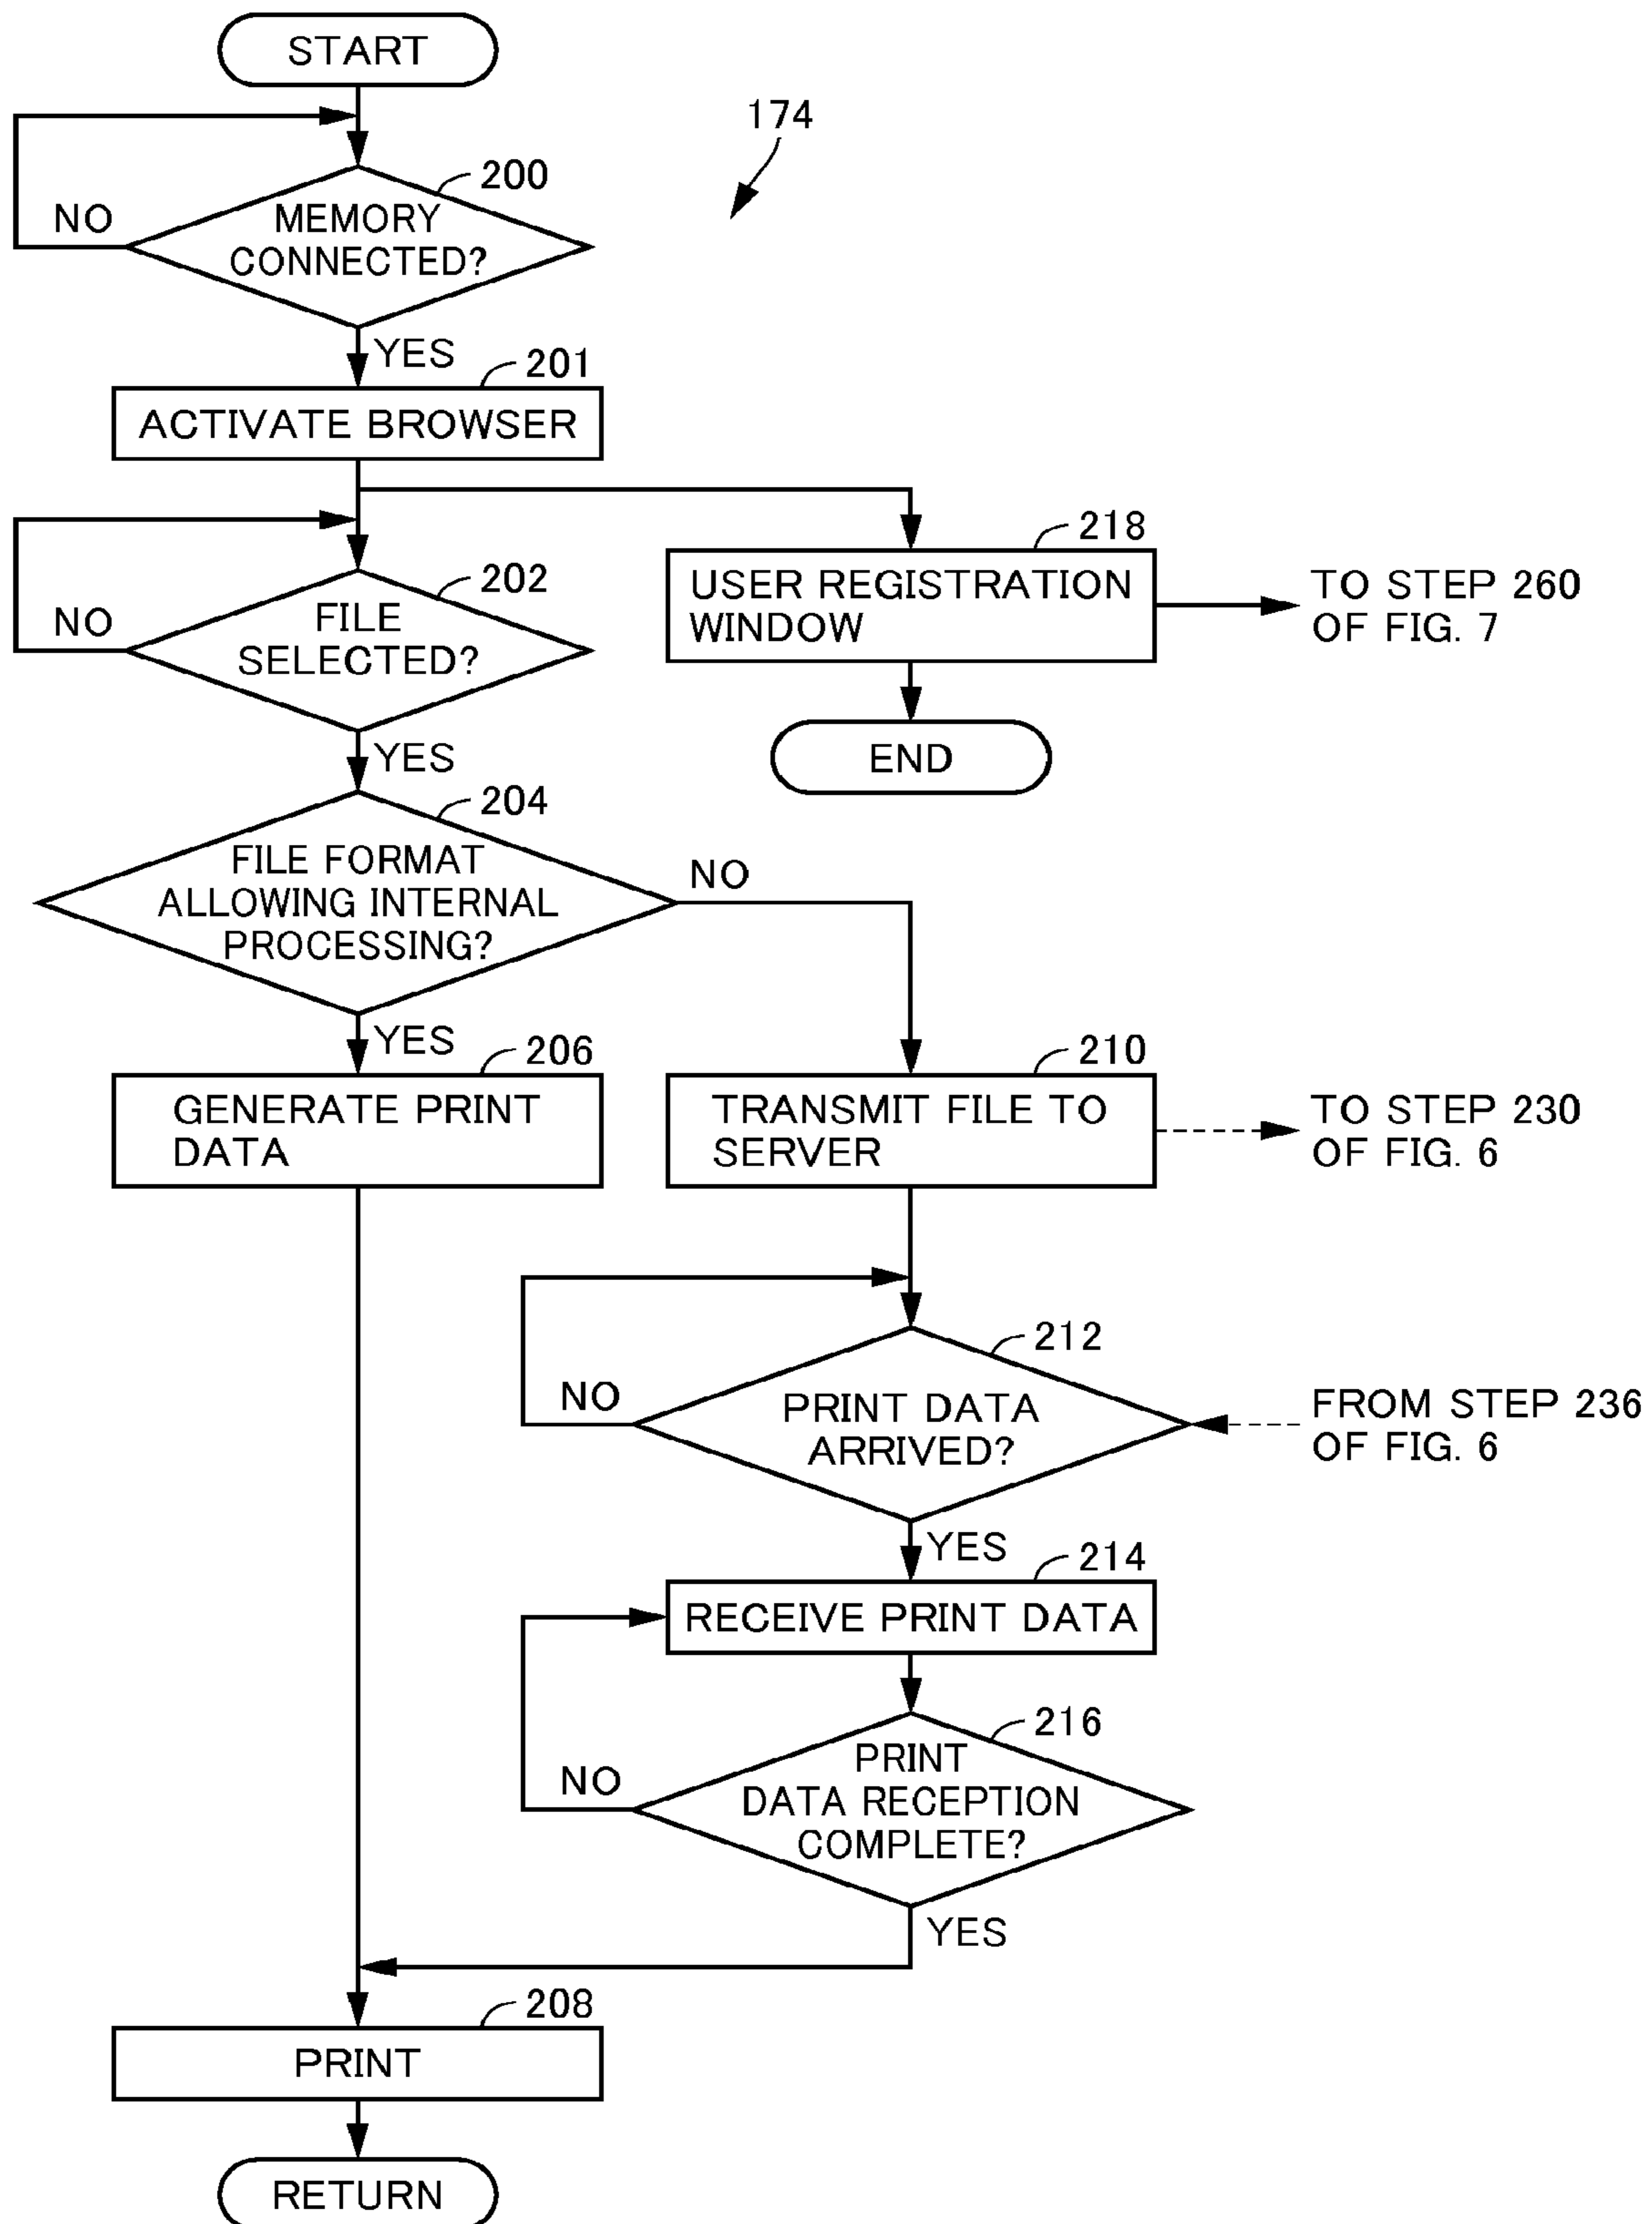 START
174
200
NO
MEMORY
CONNECTED?
YES
201
ACTIVATE BROWSER
218
202
USER REGISTRATION
WINDOW
TO STEP 260
OF FIG. 7
NO
FILE
SELECTED?
YES
END
204
FILE FORMAT
ALLOWING INTERNAL
PROCESSING?
NO
YES
206
210
GENERATE PRINT
DATA
TRANSMIT FILE TO
SERVER
TO STEP 230
OF FIG. 6
212
NO
PRINT DATA
ARRIVED?
FROM STEP 236
OF FIG. 6
YES
214
RECEIVE PRINT DATA
216
NO
PRINT
DATA RECEPTION
COMPLETE?
YES
208
PRINT
RETURN